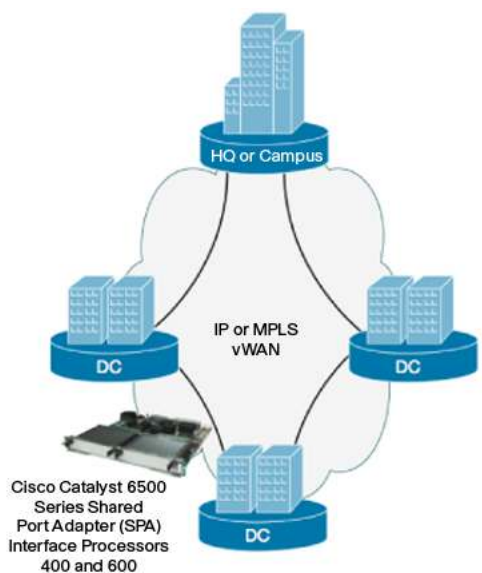 HQ or Campus
IP or MPLS
vWAN
DC
DC
Cisco Catalyst 6500
Series Shared
Port Adapter (SPA)
Interface Processors
400 and 600
DC